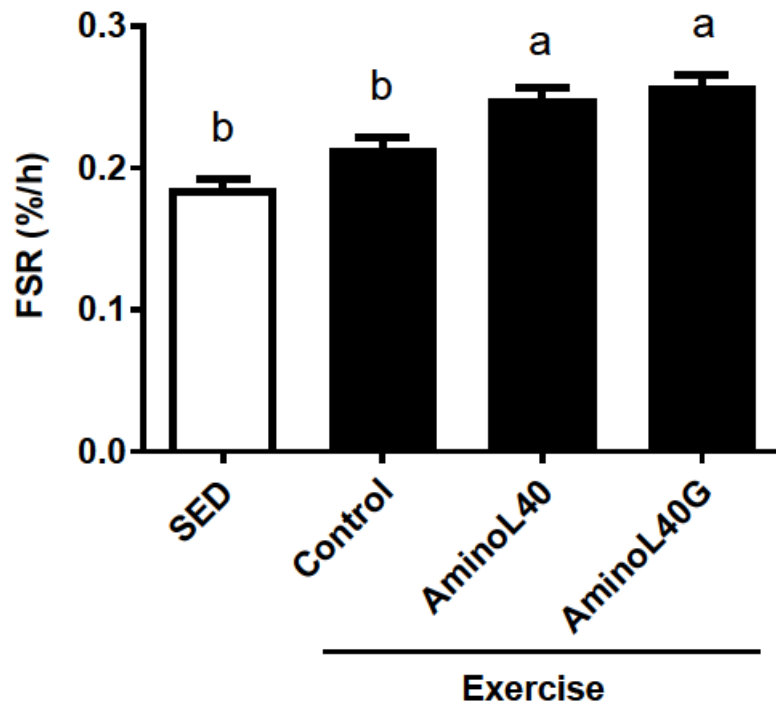 0.3
0.2
0.1
0.0
FSR (%/h)
b
b
a
a
SED
Control
AminoL40
AminoL40G
Exercise